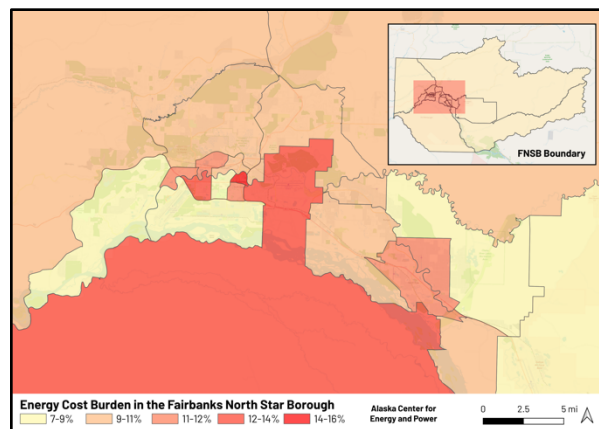 FNSB Boundary
Energy Cost Burden in the Fairbanks North Star Borough
7-9% 9-11% 11-12% 12-14% 14-16%
Alaska Center for
Energy and Power
0 2.5 5 mi